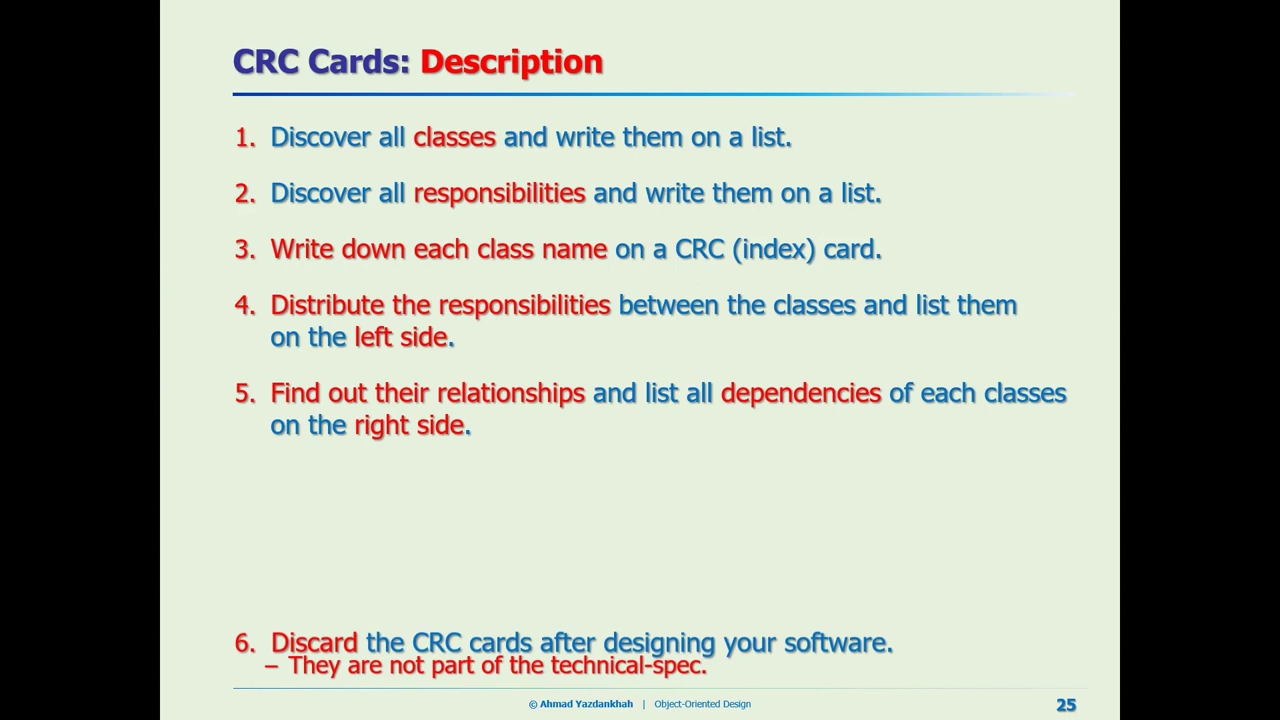 CRC Cards: Description
1. Discover all classes and write them on a list.
2. Discover all responsibilities and write them on a list.
3. Write down each class name on a CRC (index) card.
4. Distribute the responsibilities between the classes and list them
on the left side.
5. Find out their relationships and list all dependencies of each classes
on the right side.
6. Discard the CRC cards after designing your software.
– They are not part of the technical-spec.
© Ahmad Yazdankhah | Object-Oriented Design
25